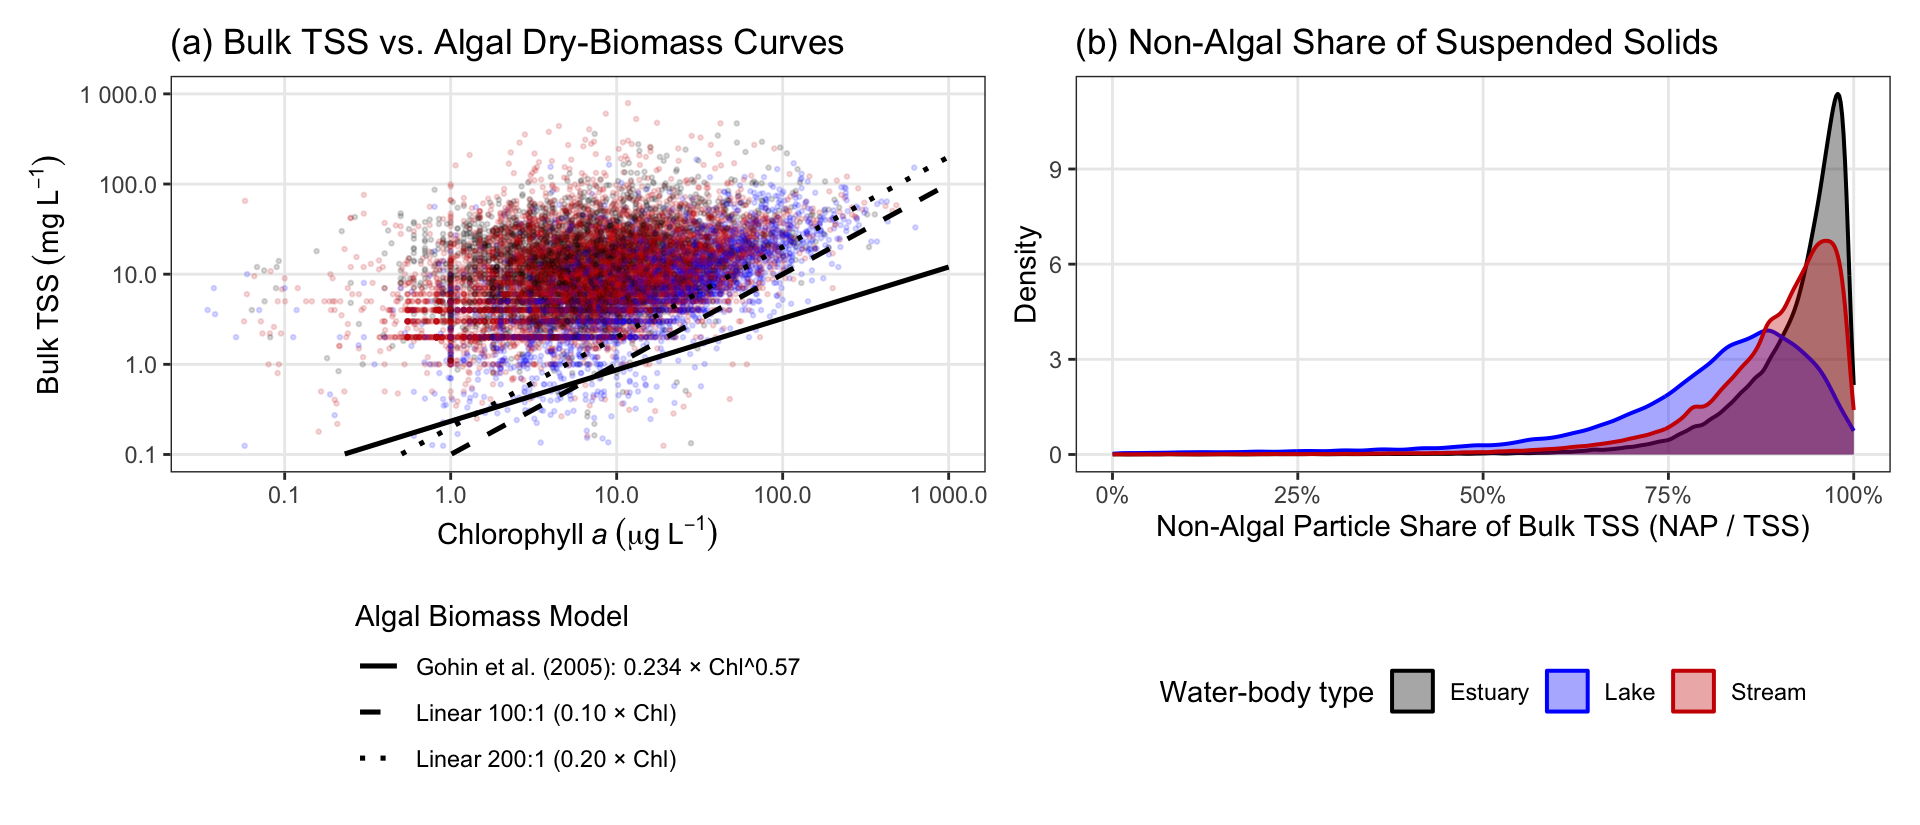 (a) Bulk TSS vs. Algal Dry-Biomass Curves
Bulk TSS (mg L⁻¹)
1 000.0
100.0
10.0
1.0
0.1
0.1 1.0 10.0 100.0 1 000.0
Chlorophyll a (μg L⁻¹)
Algal Biomass Model
Gohin et al. (2005): 0.234 × Chl^0.57
Linear 100:1 (0.10 × Chl)
Linear 200:1 (0.20 × Chl)
(b) Non-Algal Share of Suspended Solids
Density
9
6
3
0
0% 25% 50% 75% 100%
Non-Algal Particle Share of Bulk TSS (NAP / TSS)
Water-body type Estuary Lake Stream